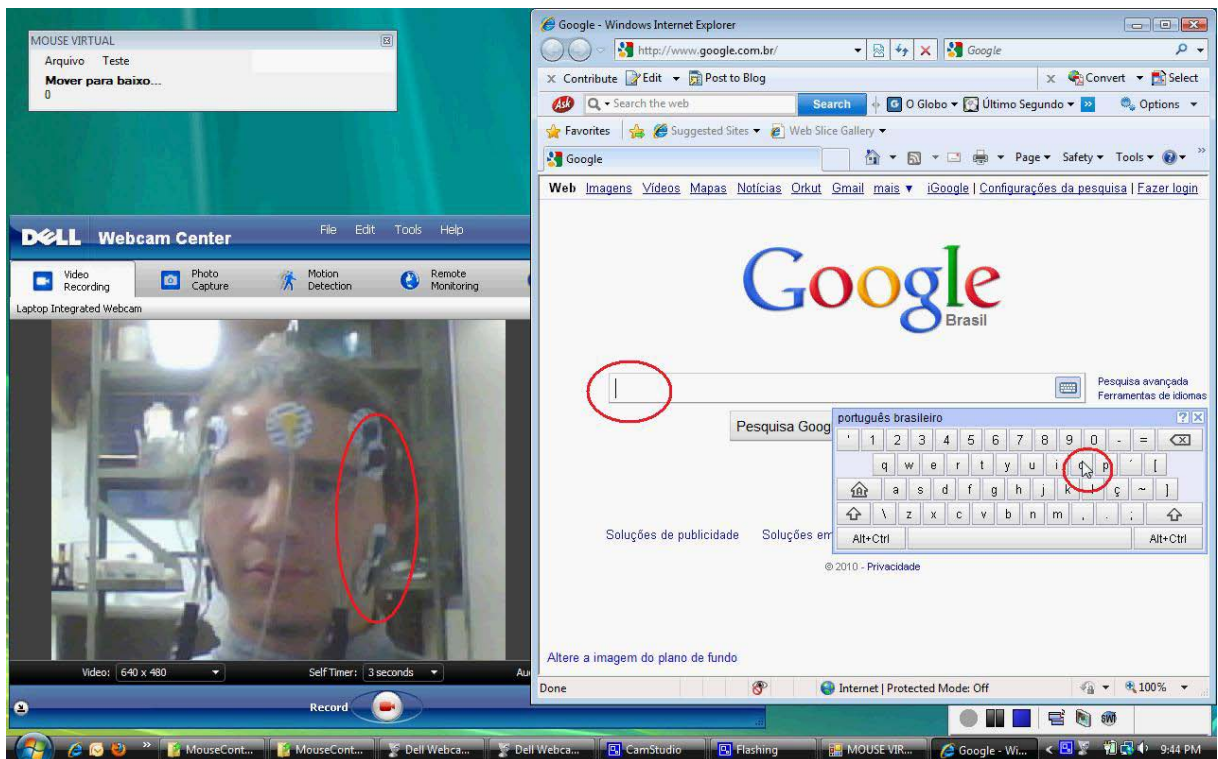 MOUSE VIRTUAL
Arquivo Teste
Mover para baixo...
0
DELL Webcam Center
File Edit Tools Help
Video Recording
Photo Capture
Motion Detection
Remote Monitoring
Laptop Integrated Webcam
Video: 640 x 480
Self Timer: 3 seconds
Record
Google - Windows Internet Explorer
http://www.google.com.br/
Google
x Contribute Edit Post to Blog
x Convert Select
Ask Search the web Search O Globo Último Segundo Options
Favorites Suggested Sites Web Slice Gallery
Google
Page Safety Tools
Web Imagens Vídeos Mapas Notícias Orkut Gmail mais iGoogle | Configurações da pesquisa | Fazer login
Google
Brasil
Pesquisa avançada
Ferramentas de idiomas
Pesquisa Goog
português brasileiro
' 1 2 3 4 5 6 7 8 9 0 - =
q w e r t y u i o p ´ [
a s d f g h j k l ç ~ ]
\ z x c v b n m , . ;
Alt+Ctrl Alt+Ctrl
Soluções de publicidade Soluções em
© 2010 - Privacidade
Altere a imagem do plano de fundo
Done
Internet | Protected Mode: Off
100%
MouseCont...
MouseCont...
Dell Webca...
Dell Webca...
CamStudio
Flashing
MOUSE VIR...
Google - Wi...
9:44 PM